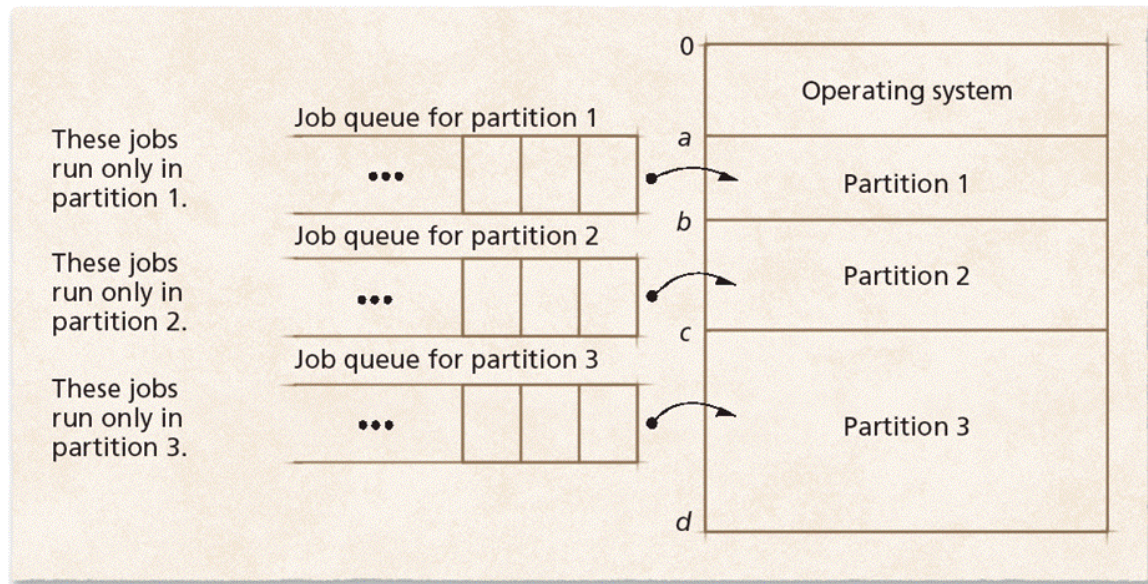 These jobs
run only in
partition 1.
Job queue for partition 1
...
These jobs
run only in
partition 2.
Job queue for partition 2
...
These jobs
run only in
partition 3.
Job queue for partition 3
...
0
Operating system
a
Partition 1
b
Partition 2
c
Partition 3
d